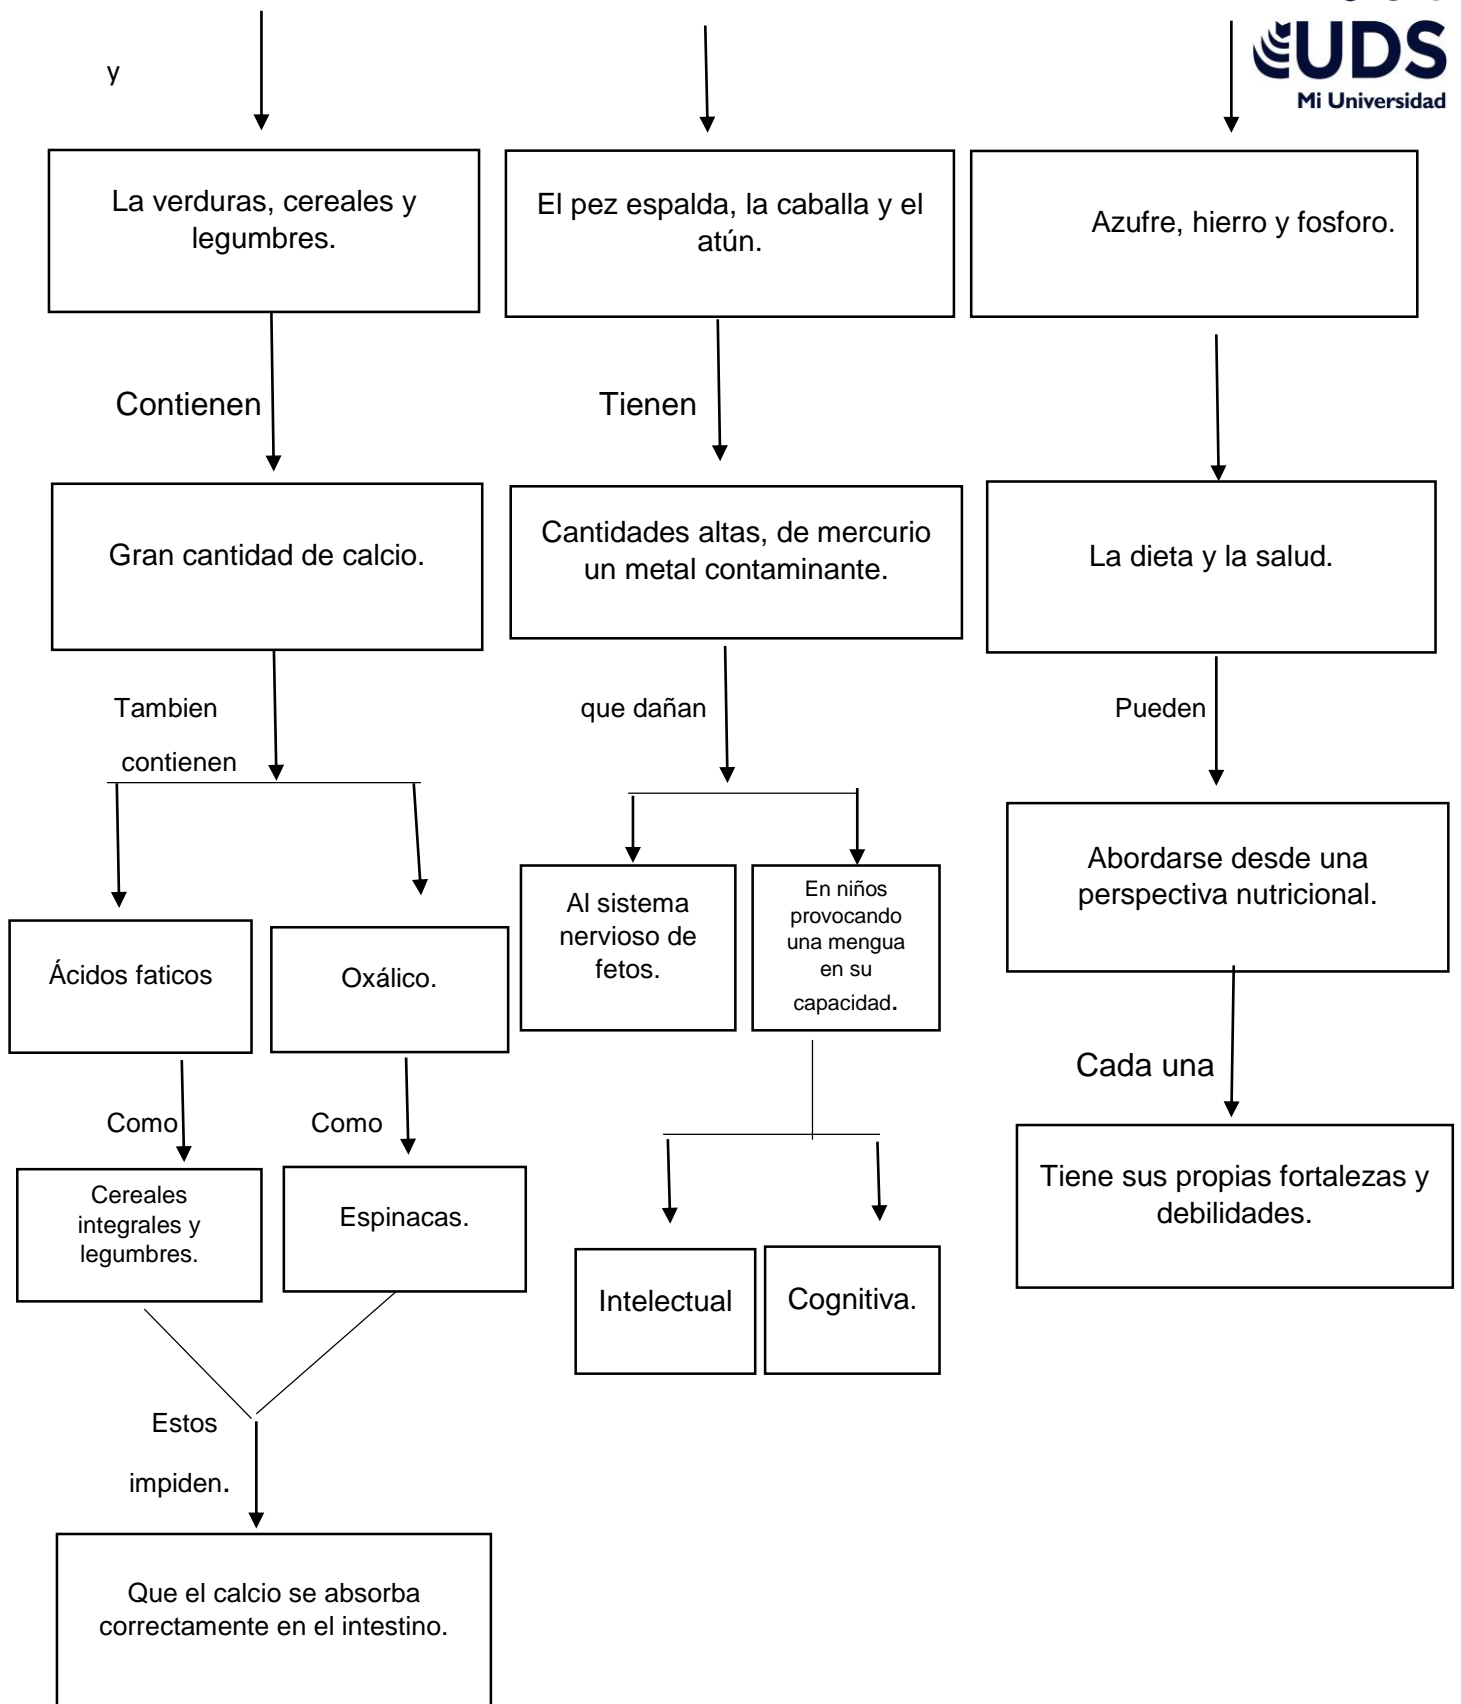 UDS
Mi Universidad
y
La verduras, cereales y
legumbres.
El pez espalda, la caballa y el
atún.
Azufre, hierro y fosforo.
Contienen
Tienen
Gran cantidad de calcio.
Cantidades altas, de mercurio
un metal contaminante.
La dieta y la salud.
Tambien
contienen
que dañan
Pueden
Ácidos faticos
Oxálico.
Al sistema
nervioso de
fetos.
En niños
provocando
una mengua
en su
capacidad.
Abordarse desde una
perspectiva nutricional.
Como
Como
Cada una
Cereales
integrales y
legumbres.
Espinacas.
Intelectual
Cognitiva.
Tiene sus propias fortalezas y
debilidades.
Estos
impiden.
Que el calcio se absorba
correctamente en el intestino.